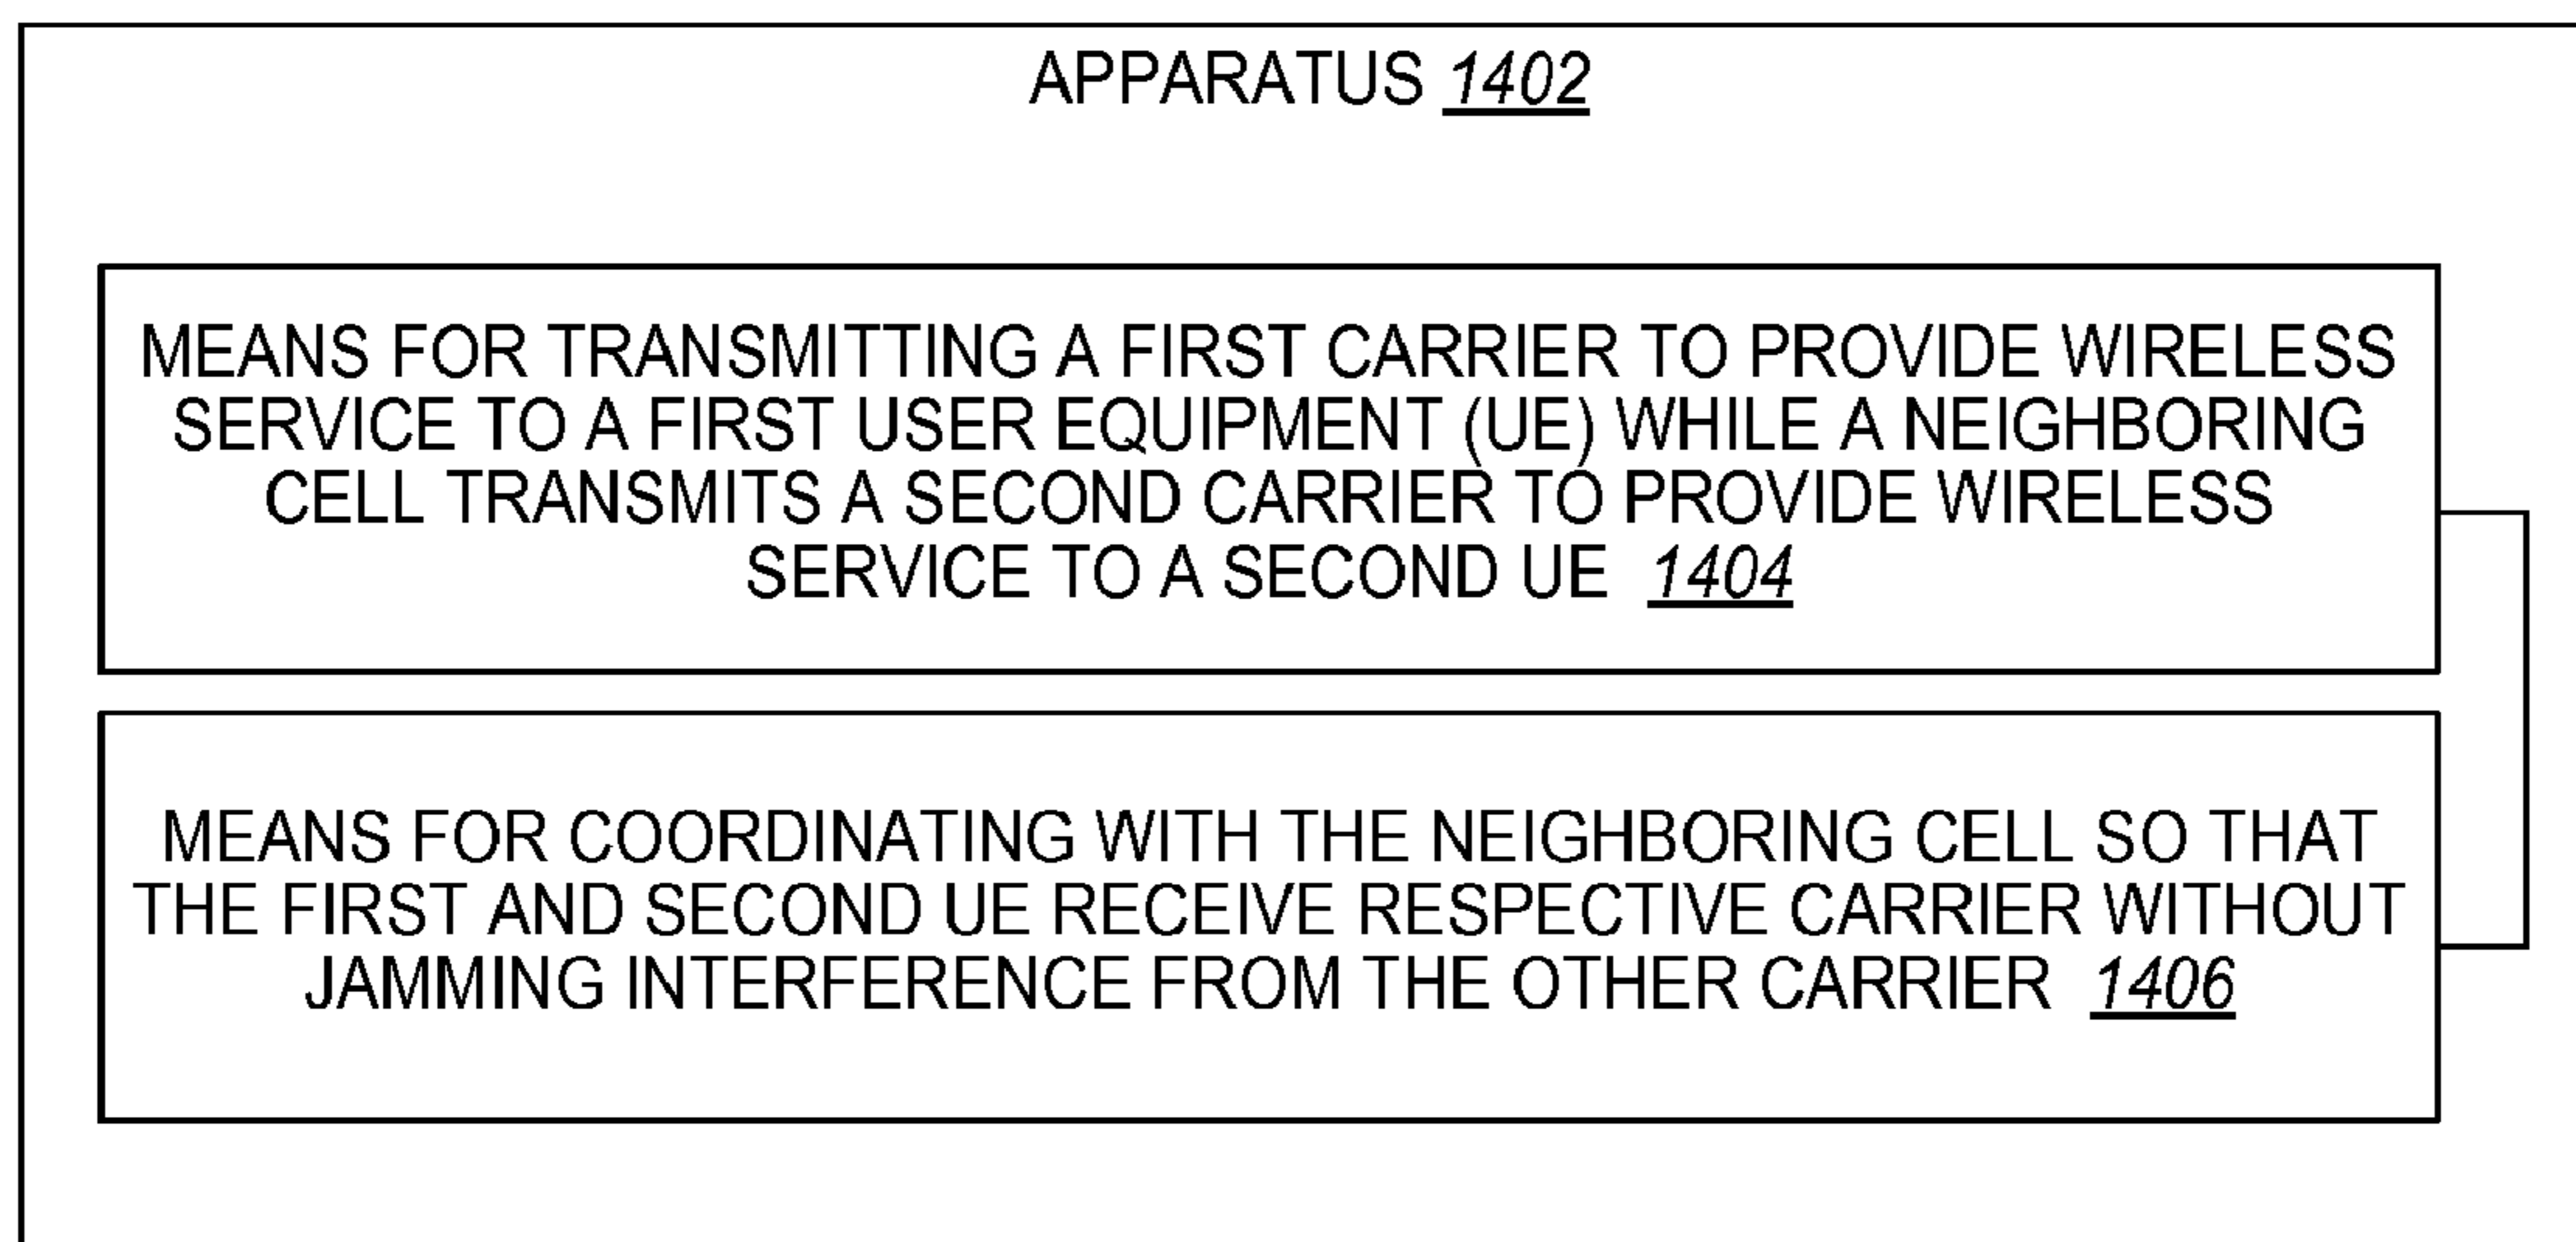 APPARATUS 1402
MEANS FOR TRANSMITTING A FIRST CARRIER TO PROVIDE WIRELESS
SERVICE TO A FIRST USER EQUIPMENT (UE) WHILE A NEIGHBORING
CELL TRANSMITS A SECOND CARRIER TO PROVIDE WIRELESS
SERVICE TO A SECOND UE 1404
MEANS FOR COORDINATING WITH THE NEIGHBORING CELL SO THAT
THE FIRST AND SECOND UE RECEIVE RESPECTIVE CARRIER WITHOUT
JAMMING INTERFERENCE FROM THE OTHER CARRIER 1406